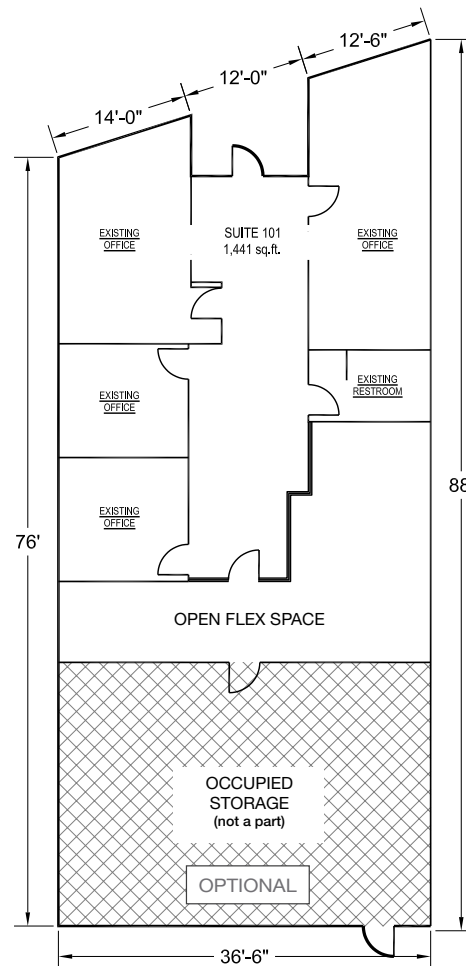 12'-6"
12'-0"
14'-0"
EXISTING
OFFICE
SUITE 101
1,441 sq.ft.
EXISTING
OFFICE
EXISTING
OFFICE
EXISTING
RESTROOM
76'
88
EXISTING
OFFICE
OPEN FLEX SPACE
OCCUPIED
STORAGE
(not a part)
OPTIONAL
36'-6"